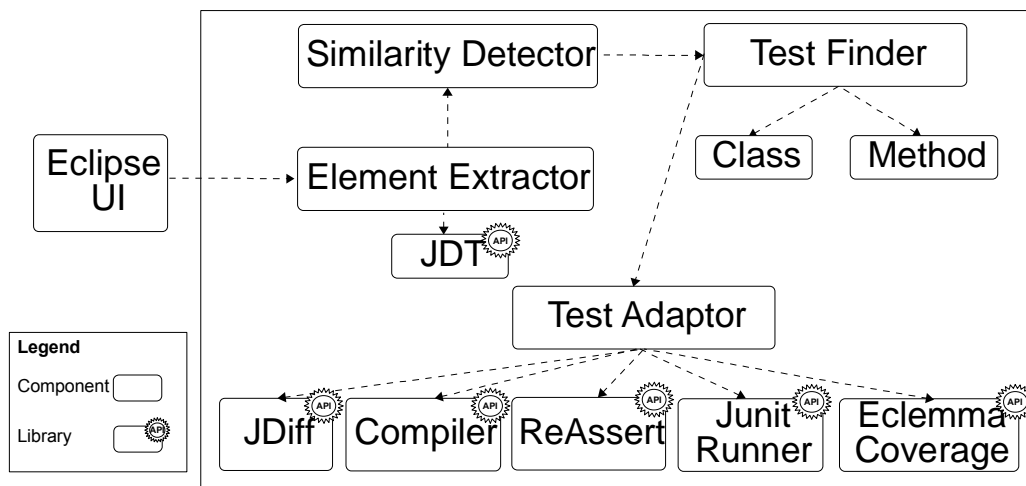 Similarity Detector
Test Finder
Eclipse
UI
Element Extractor
Class
Method
JDT
API
Test Adaptor
Legend
Component
Library
API
JDiff
API
Compiler
API
ReAssert
API
Junit
Runner
API
Eclemma
Coverage
API